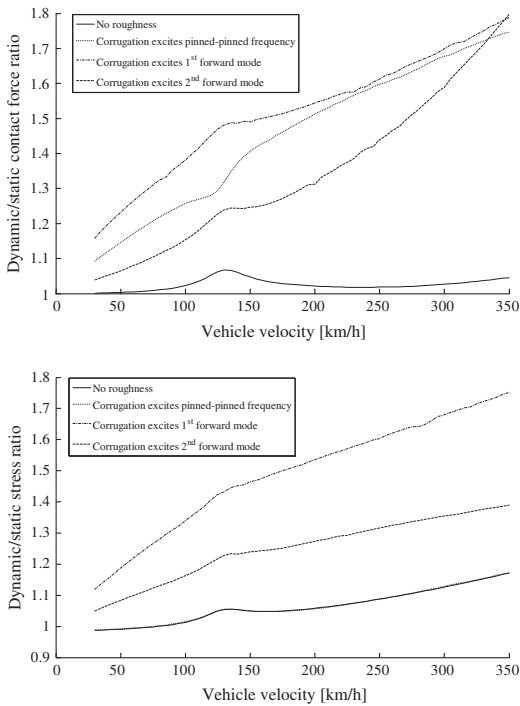 1.8
1.7
1.6
1.5
1.4
1.3
1.2
1.1
1
Dynamic/static contact force ratio
No roughness
Corrugation excites pinned-pinned frequency
Corrugation excites 1st forward mode
Corrugation excites 2nd forward mode
0 50 100 150 200 250 300 350
Vehicle velocity [km/h]
1.8
1.7
1.6
1.5
1.4
1.3
1.2
1.1
1
0.9
Dynamic/static stress ratio
No roughness
Corrugation excites pinned-pinned frequency
Corrugation excites 1st forward mode
Corrugation excites 2nd forward mode
0 50 100 150 200 250 300 350
Vehicle velocity [km/h]